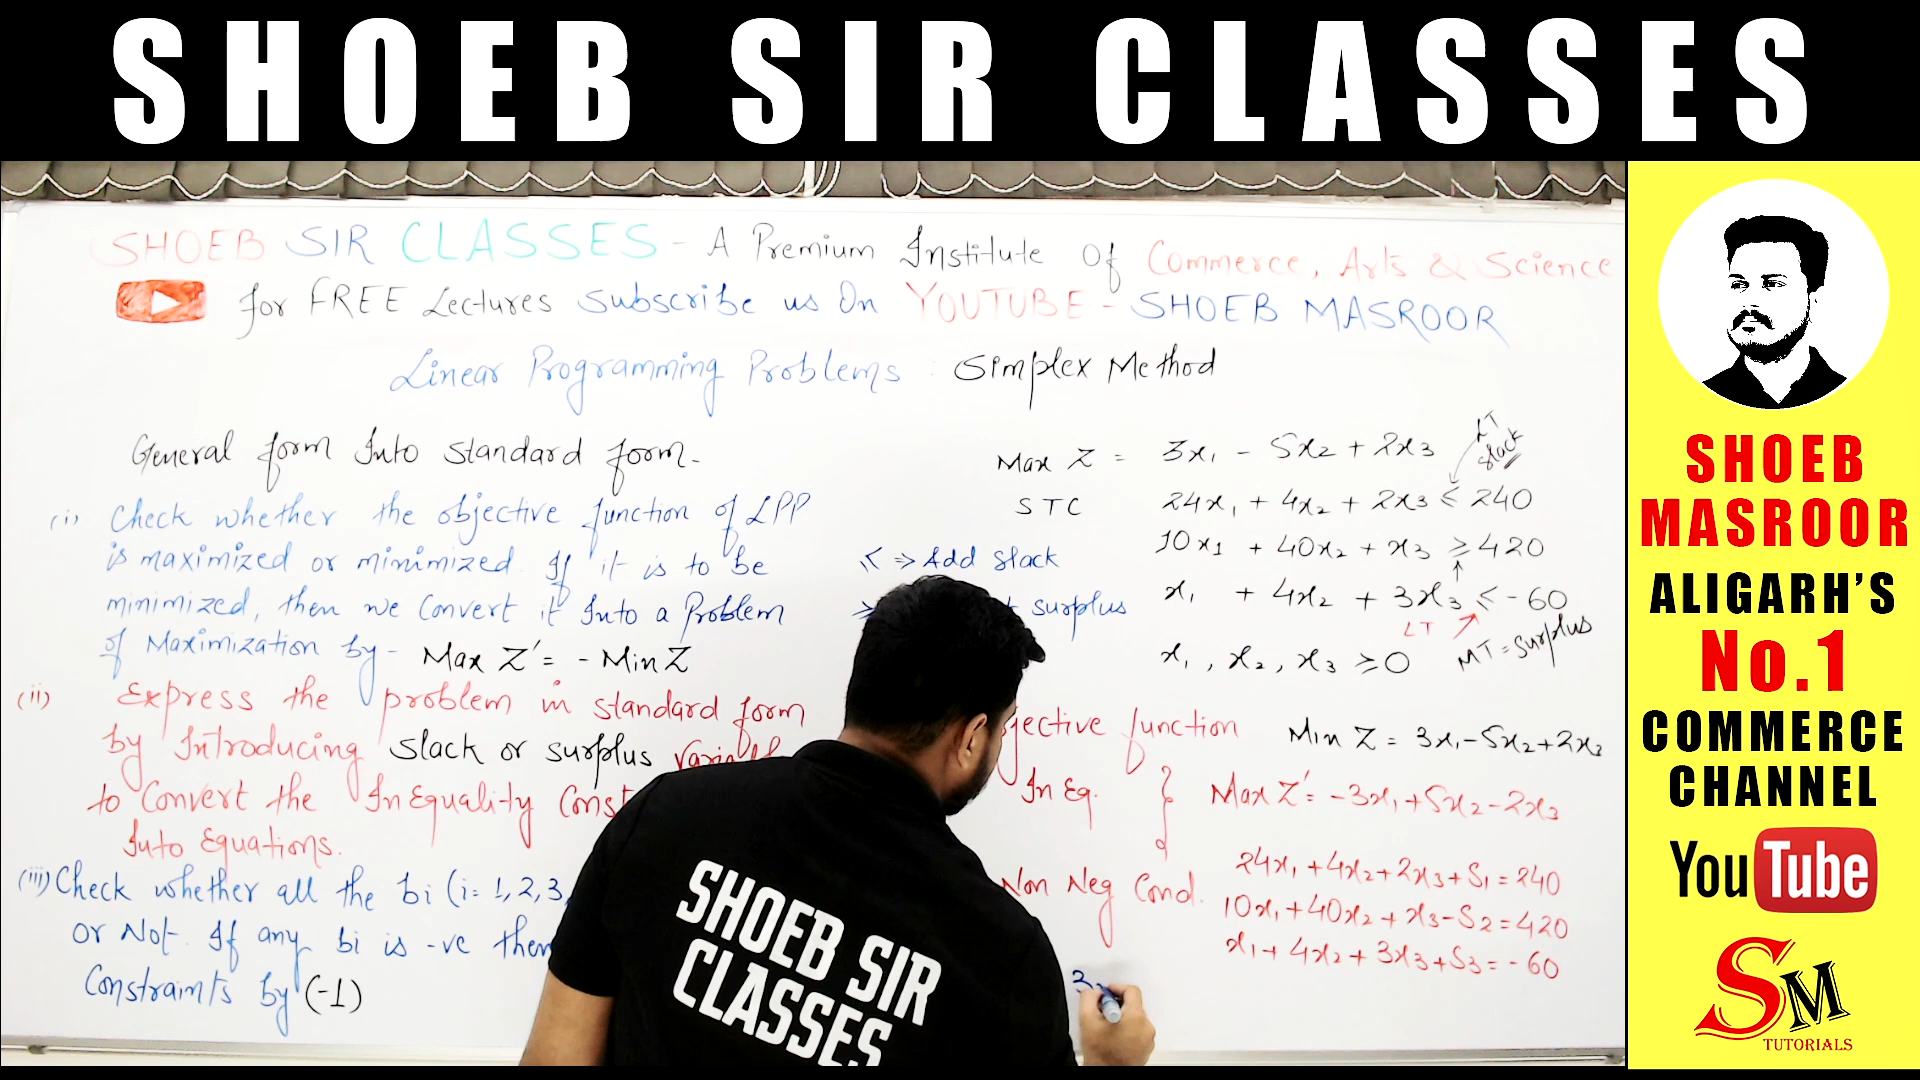 SHOEB SIR CLASSES
SHOEB SIR CLASSES - A Premium Institute Of Commerce, Arts & Science
for FREE Lectures Subscribe us On YOUTUBE - SHOEB MASROOR
Linear Programming Problems : Simplex Method
General form Into Standard form.
(i) Check whether the objective function of LPP
is maximized or minimized. If it is to be
minimized, then we Convert it Into a Problem
of Maximization by - Max Z' = - Min Z
(ii) Express the problem in standard form
by Introducing slack or surplus
to Convert the InEquality
Into Equations.
(iii) Check whether all the bi (i = 1, 2, 3,
or Not. If any bi is -ve then
Constraints by (-1)
≤ ⇒ Add slack
surplus
Max Z = 3x₁ - 5x₂ + 2x₃
LT
slack
STC 24x₁ + 4x₂ + 2x₃ ≤ 240
10x₁ + 40x₂ + x₃ ≥ 420
x₁ + 4x₂ + 3x₃ ≤ -60
LT
MT = Surplus
x₁, x₂, x₃ ≥ 0
function Min Z = 3x₁ - 5x₂ + 2x₃
In Eq. } Max Z' = -3x₁ + 5x₂ - 2x₃
Non Neg Cond.
24x₁ + 4x₂ + 2x₃ + S₁ = 240
10x₁ + 40x₂ + x₃ - S₂ = 420
x₁ + 4x₂ + 3x₃ + S₃ = -60
SHOEB SIR
CLASSES
SHOEB
MASROOR
ALIGARH'S
No.1
COMMERCE
CHANNEL
YouTube
SM
TUTORIALS